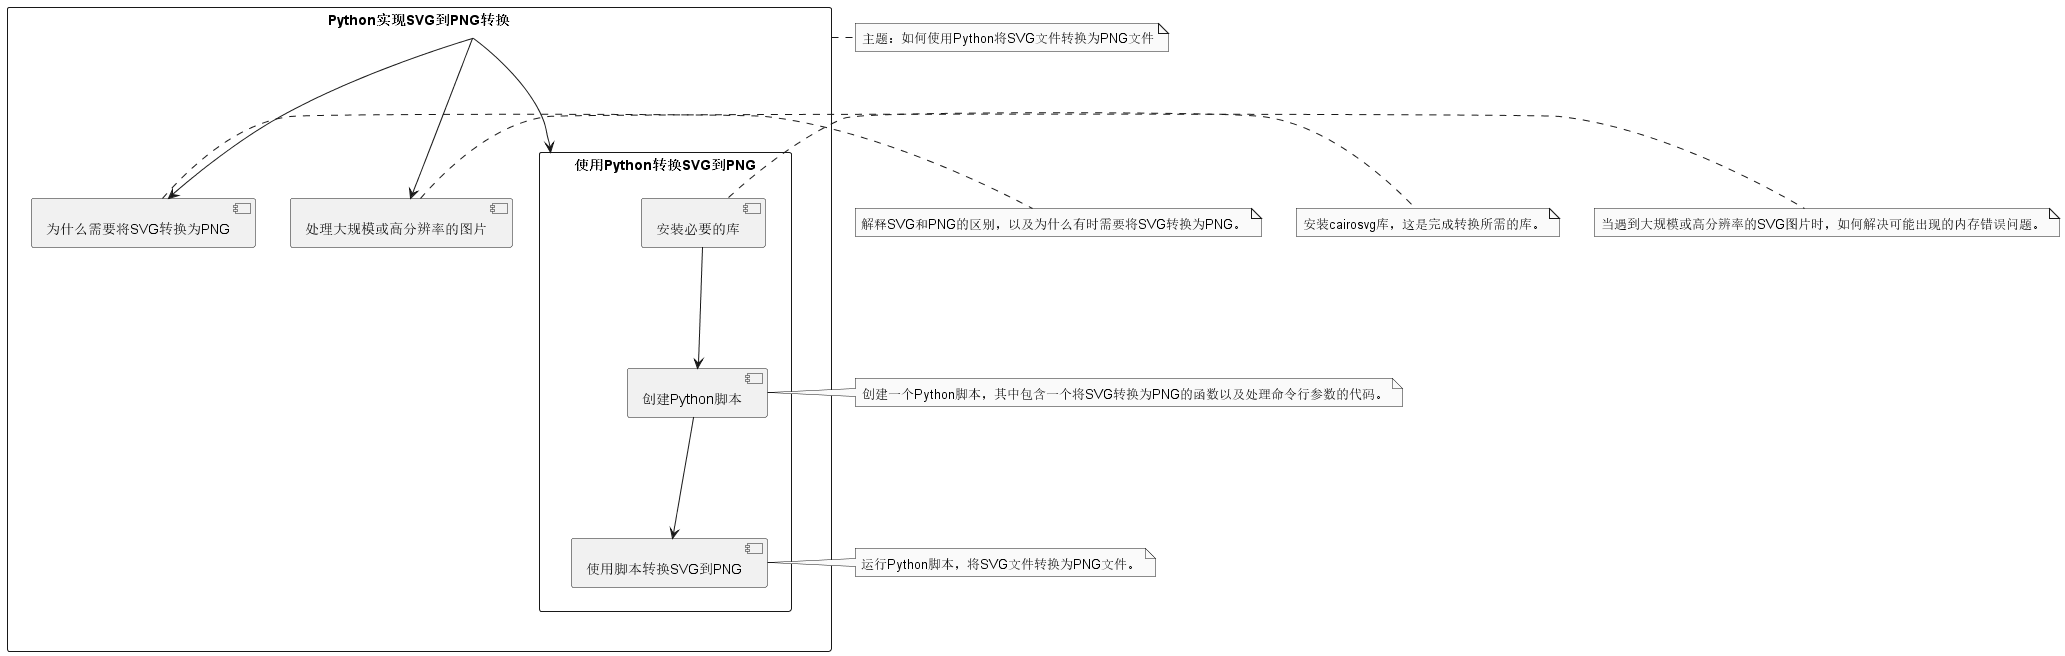 Python实现SVG到PNG转换
主题：如何使用Python将SVG文件转换为PNG文件
使用Python转换SVG到PNG
为什么需要将SVG转换为PNG
处理大规模或高分辨率的图片
安装必要的库
解释SVG和PNG的区别，以及为什么有时需要将SVG转换为PNG。
安装cairosvg库，这是完成转换所需的库。
当遇到大规模或高分辨率的SVG图片时，如何解决可能出现的内存错误问题。
创建Python脚本
创建一个Python脚本，其中包含一个将SVG转换为PNG的函数以及处理命令行参数的代码。
使用脚本转换SVG到PNG
运行Python脚本，将SVG文件转换为PNG文件。